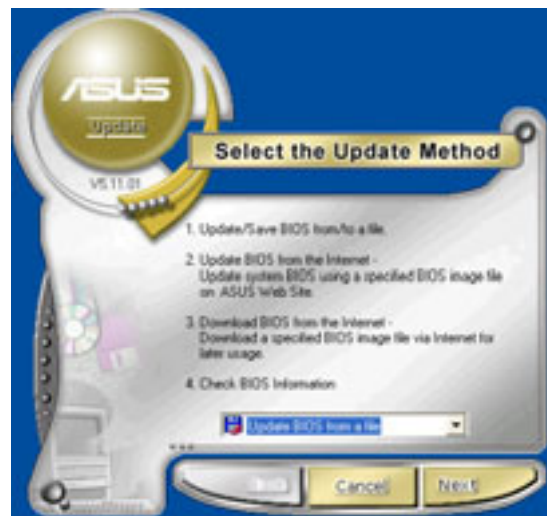 ASUS
Update
V5.11.01
Select the Update Method
1. Update/Save BIOS from/to a file.
2. Update BIOS from the Internet -
Update system BIOS using a specified BIOS image file
on ASUS Web Site.
3. Download BIOS from the Internet -
Download a specified BIOS image file via Internet for
later usage.
4. Check BIOS Information
Update BIOS from a file
Cancel
Next